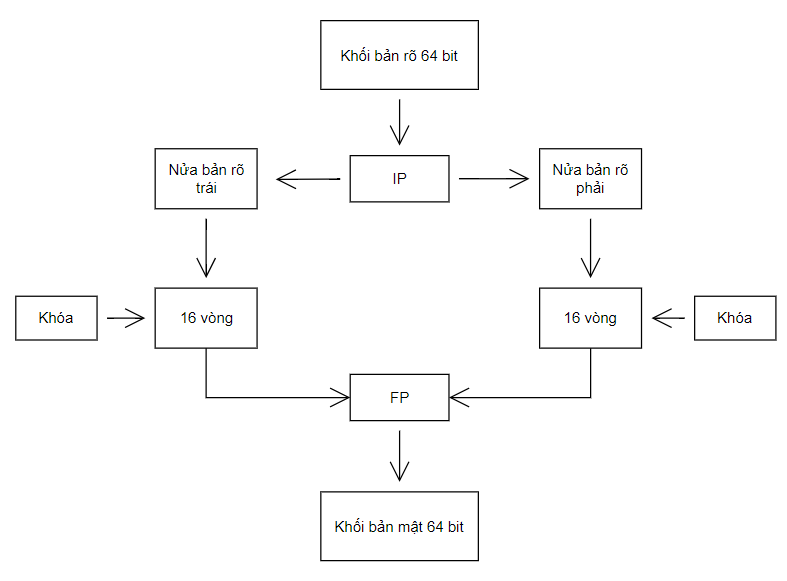 Khối bản rõ 64 bit
Nửa bản rõ
trái
IP
Nửa bản rõ
phải
Khóa
16 vòng
16 vòng
Khóa
FP
Khối bản mật 64 bit